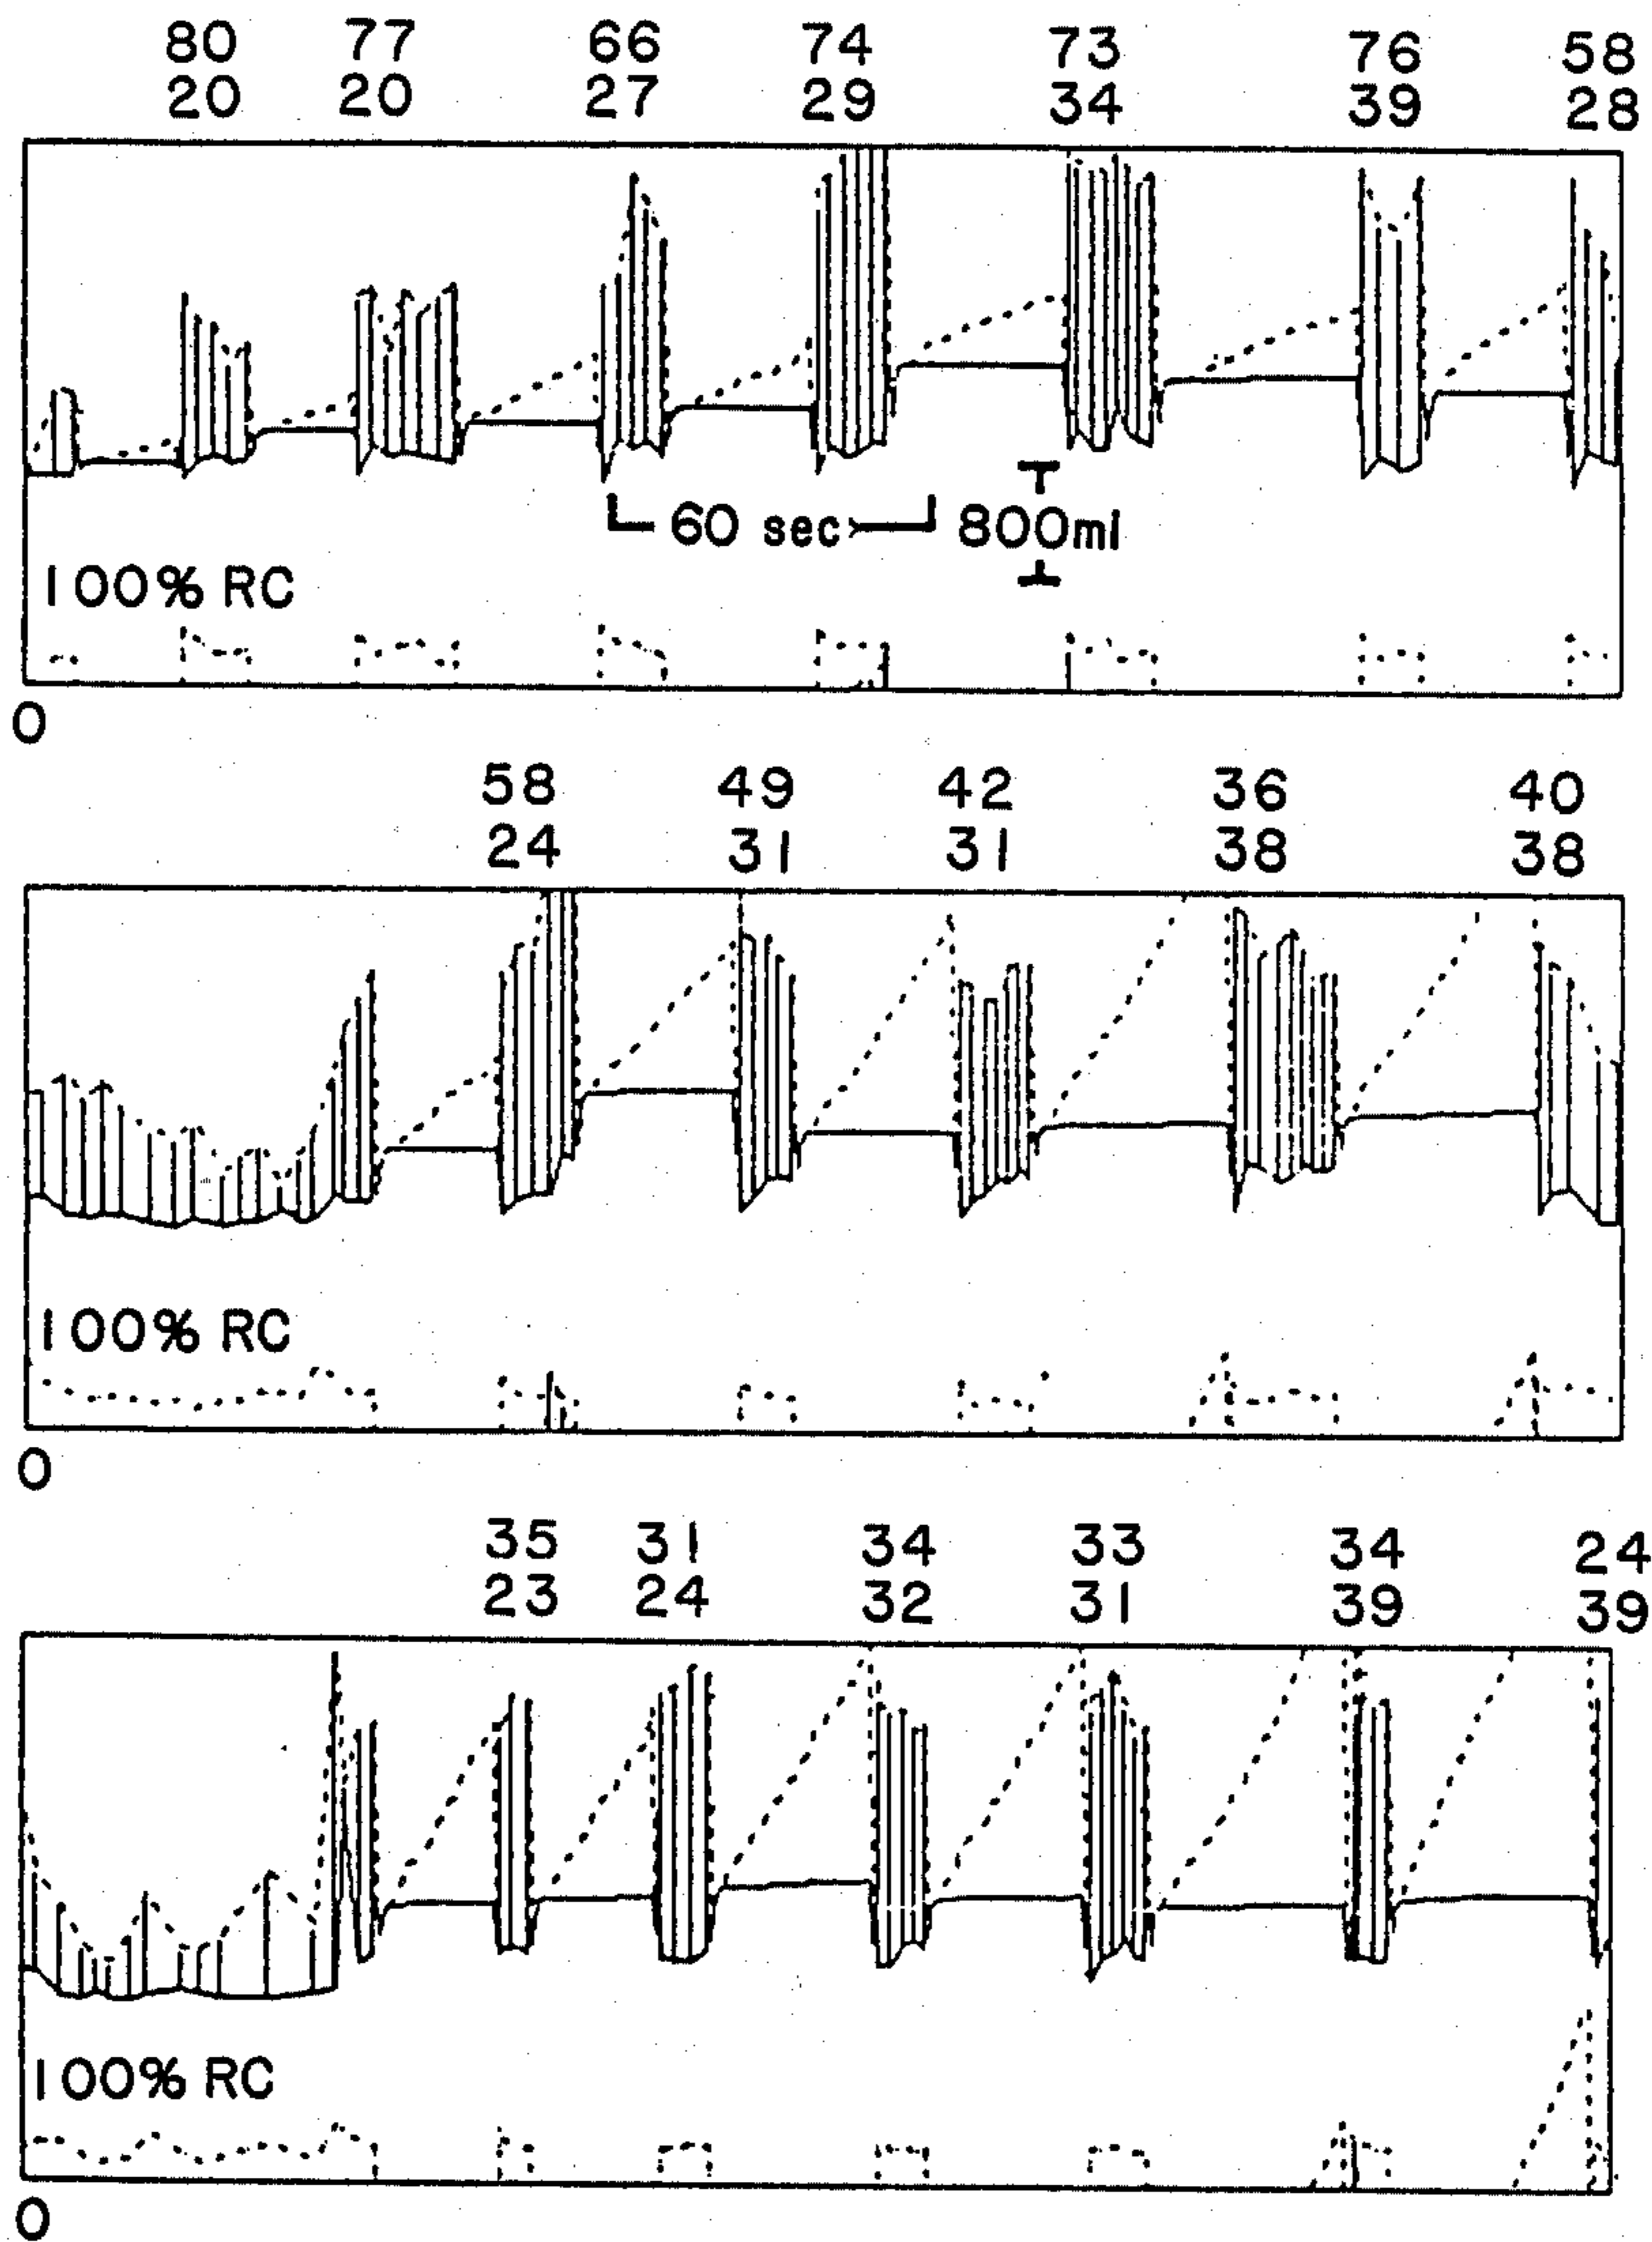 80 77 66 74 73 76 58
20 20 27 29 34 39 28
60 sec 800ml
100% RC
0
58 49 42 36 40
24 31 31 38 38
100% RC
0
35 31 34 33 34 24
23 24 32 31 39 39
100% RC
0